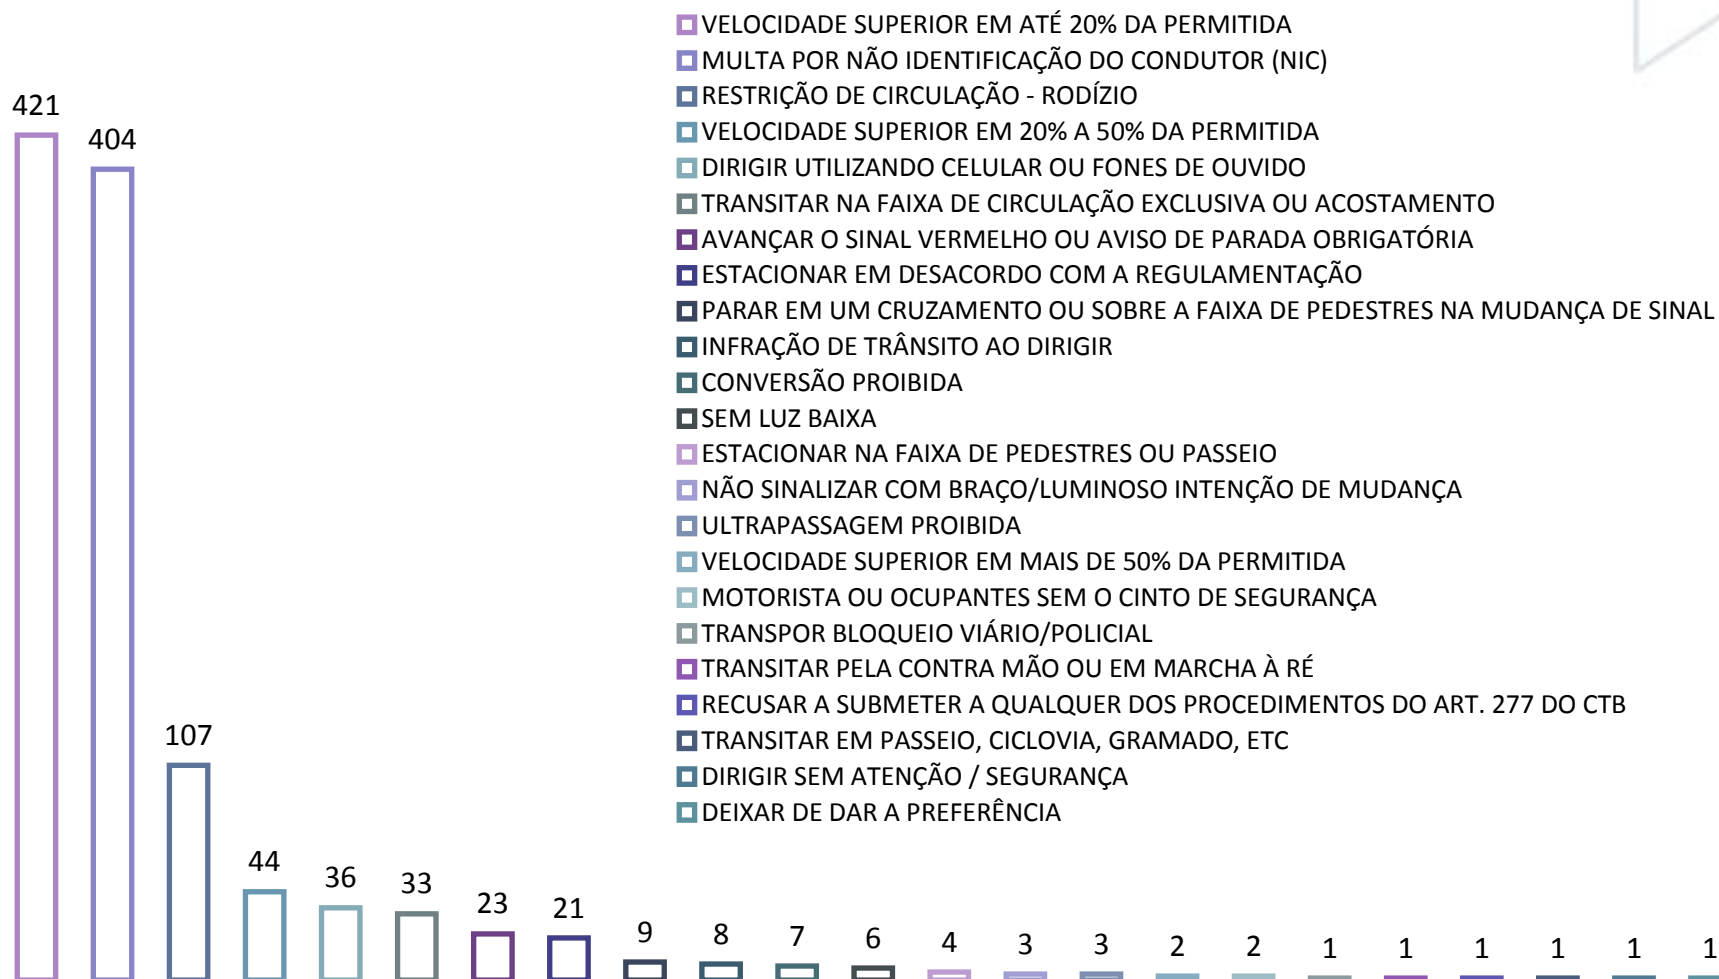 VELOCIDADE SUPERIOR EM ATÉ 20% DA PERMITIDA
MULTA POR NÃO IDENTIFICAÇÃO DO CONDUTOR (NIC)
RESTRIÇÃO DE CIRCULAÇÃO - RODÍZIO
VELOCIDADE SUPERIOR EM 20% A 50% DA PERMITIDA
DIRIGIR UTILIZANDO CELULAR OU FONES DE OUVIDO
TRANSITAR NA FAIXA DE CIRCULAÇÃO EXCLUSIVA OU ACOSTAMENTO
AVANÇAR O SINAL VERMELHO OU AVISO DE PARADA OBRIGATÓRIA
ESTACIONAR EM DESACORDO COM A REGULAMENTAÇÃO
PARAR EM UM CRUZAMENTO OU SOBRE A FAIXA DE PEDESTRES NA MUDANÇA DE SINAL
INFRAÇÃO DE TRÂNSITO AO DIRIGIR
CONVERSÃO PROIBIDA
SEM LUZ BAIXA
ESTACIONAR NA FAIXA DE PEDESTRES OU PASSEIO
NÃO SINALIZAR COM BRAÇO/LUMINOSO INTENÇÃO DE MUDANÇA
ULTRAPASSAGEM PROIBIDA
VELOCIDADE SUPERIOR EM MAIS DE 50% DA PERMITIDA
MOTORISTA OU OCUPANTES SEM O CINTO DE SEGURANÇA
TRANSPOR BLOQUEIO VIÁRIO/POLICIAL
TRANSITAR PELA CONTRA MÃO OU EM MARCHA À RÉ
RECUSAR A SUBMETER A QUALQUER DOS PROCEDIMENTOS DO ART. 277 DO CTB
TRANSITAR EM PASSEIO, CICLOVIA, GRAMADO, ETC
DIRIGIR SEM ATENÇÃO / SEGURANÇA
DEIXAR DE DAR A PREFERÊNCIA
421
404
107
44
36
33
23
21
9
8
7
6
4
3
3
2
2
1
1
1
1
1
1